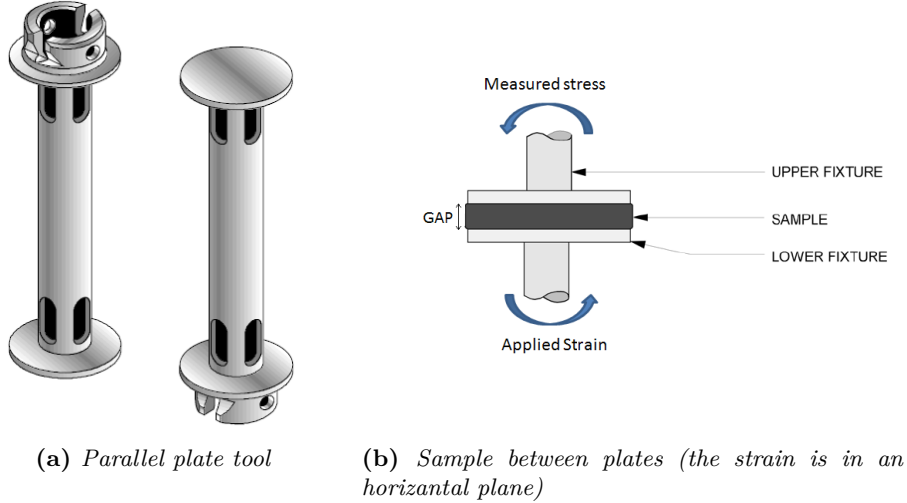 Measured stress
UPPER FIXTURE
GAP
SAMPLE
LOWER FIXTURE
Applied Strain
(a) Parallel plate tool
(b) Sample between plates (the strain is in an
horizantal plane)